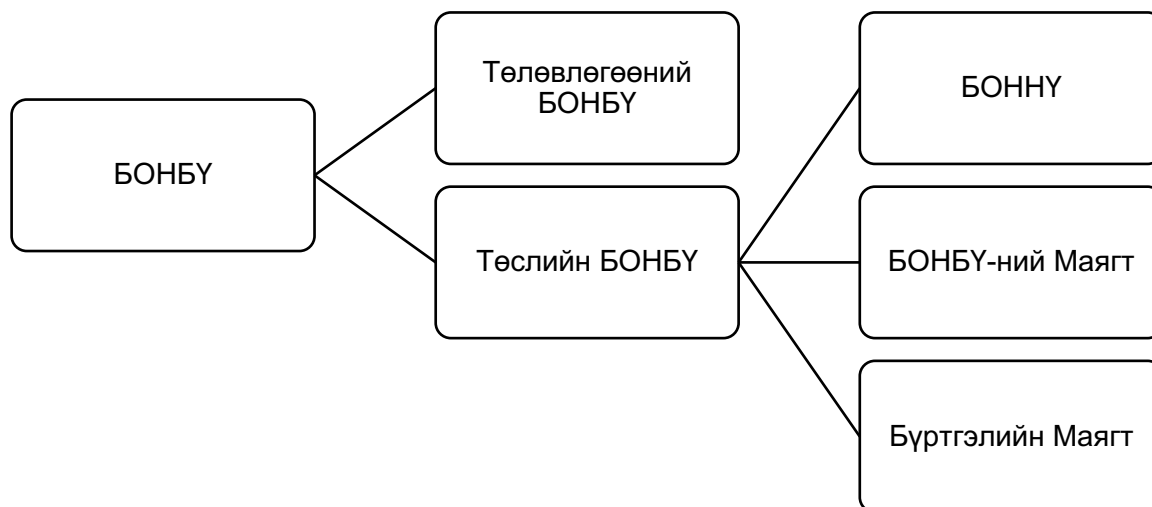 БОНБҮ
Төлөвлөгөөний
БОНБҮ
Төслийн БОНБҮ
БОННҮ
БОНБҮ-ний Маягт
Бүртгэлийн Маягт